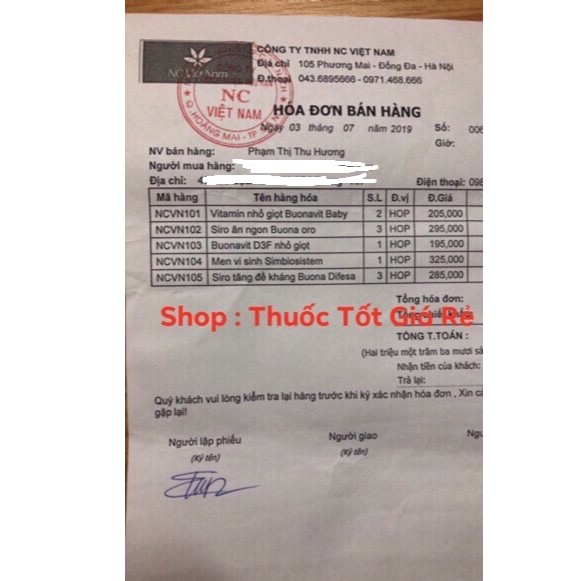 NC Việt Nam
CÔNG TY TNHH NC VIỆT NAM
Địa chỉ 105 Phương Mai - Đống Đa - Hà Nội
Đ.thoại 043.6895666 - 0971.468.666
NC
VIỆT NAM
Q.HOÀNG MAI - TP
HÓA ĐƠN BÁN HÀNG
Ngày 03 tháng 07 năm 2019 Số: 006
Giờ:
NV bán hàng: Phạm Thị Thu Hương
Người mua hàng:
Địa chỉ: Điện thoại: 098
Mã hàng Tên hàng hóa S.L Đ.vị Đ.Giá
NCVN101 Vitamin nhỏ giọt Buonavit Baby 2 HOP 205,000
NCVN102 Siro ăn ngon Buona oro 3 HOP 295,000
NCVN103 Buonavit D3F nhỏ giọt 1 HOP 195,000
NCVN104 Men vi sinh Simbiosistem 1 HOP 325,000
NCVN105 Siro tăng đề kháng Buona Difesa 3 HOP 285,000
Tổng hóa đơn:
Shop : Thuốc Tốt Giá Rẻ
TỔNG T.TOÁN :
(Hai triệu một trăm ba mươi
Nhận tiền của khách:
Trả lại:
Quý khách vui lòng kiểm tra lại hàng trước khi ký xác nhận hóa đơn , Xin
gặp lại!
Người lập phiếu Người giao
(Ký tên) (Ký tên)